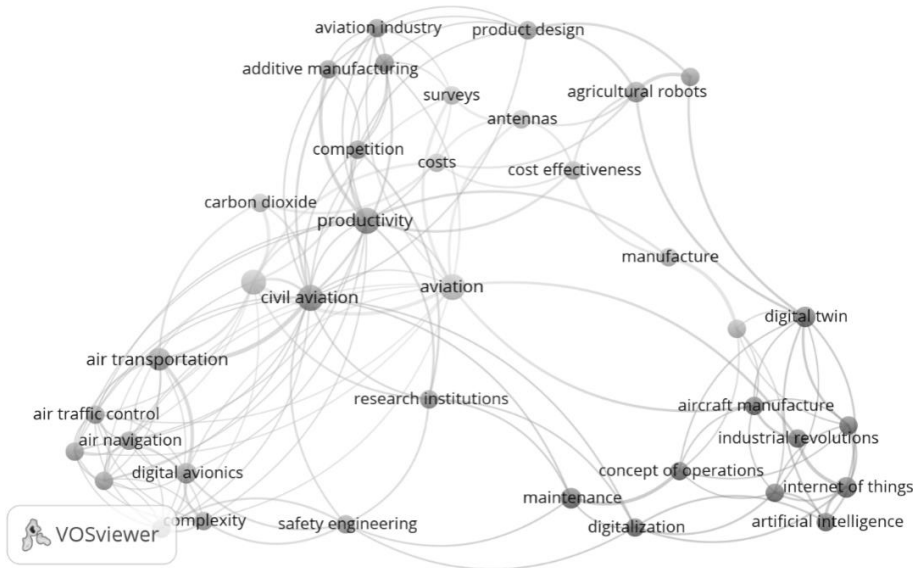 aviation industry
product design
additive manufacturing
agricultural robots
surveys
antennas
competition
costs
cost effectiveness
carbon dioxide
productivity
manufacture
aviation
civil aviation
digital twin
air transportation
research institutions
aircraft manufacture
air traffic control
industrial revolutions
air navigation
concept of operations
digital avionics
internet of things
maintenance
complexity
safety engineering
artificial intelligence
digitalization
VOSviewer